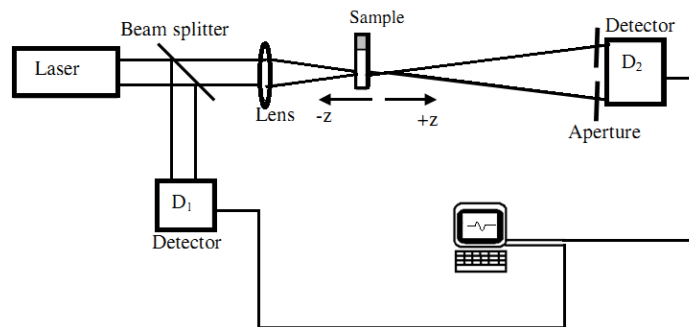 Sample
Beam splitter
Detector
Laser
D2
Lens
-z
+z
Aperture
D1
Detector